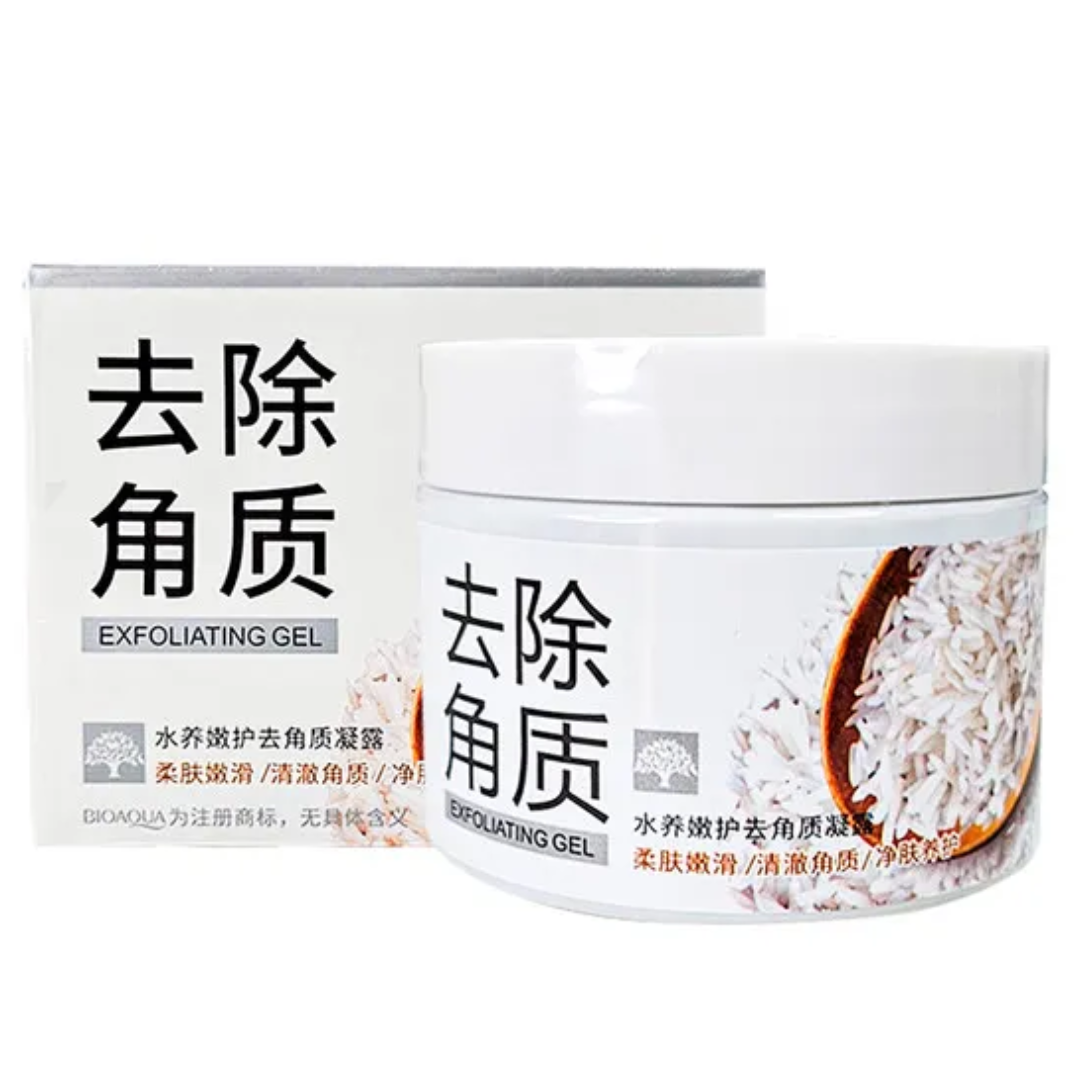 去除
角质
EXFOLIATING GEL
水养嫩护去角质凝露
柔肤嫩滑/清澈角质/净
BIOAQUA为注册商标，无具体含义
去除
角质
EXFOLIATING GEL
水养嫩护去角质凝露
柔肤嫩滑/清澈角质/净肤养护